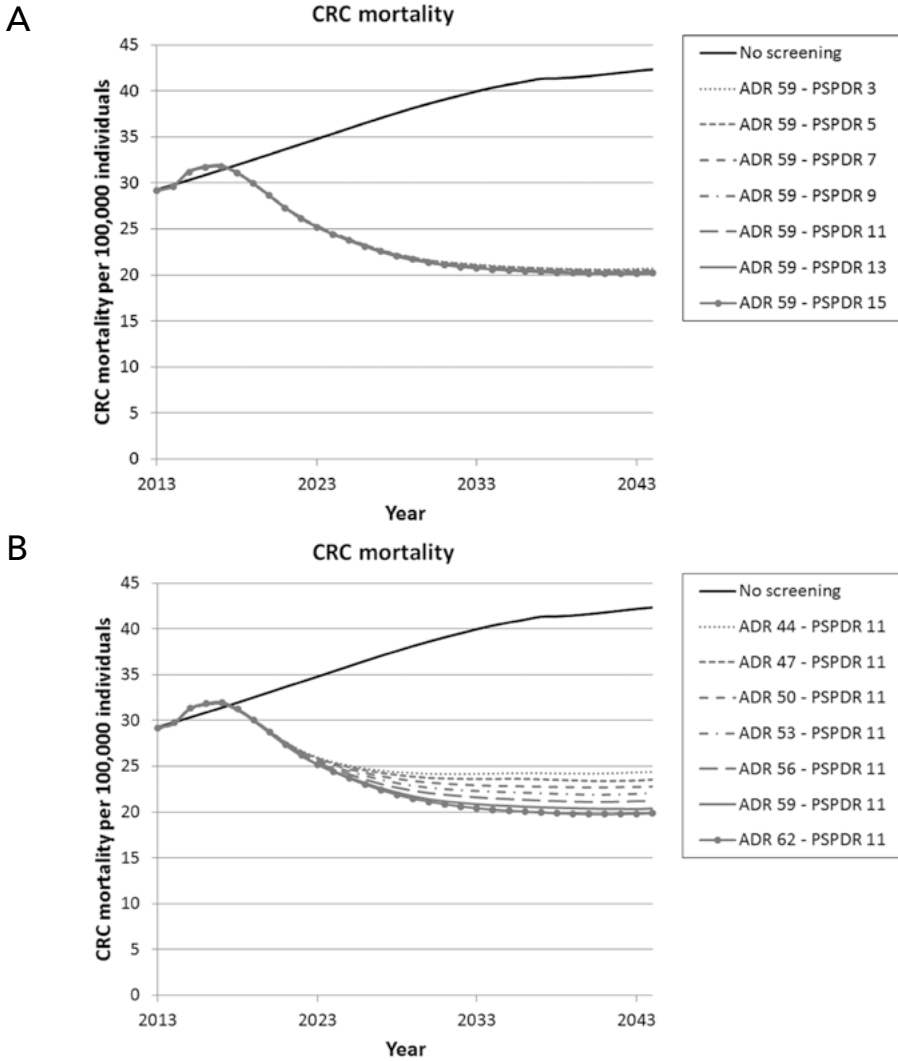 A
CRC mortality
CRC mortality per 100,000 individuals
45
40
35
30
25
20
15
10
5
0
2013
2023
2033
2043
Year
No screening
ADR 59 - PSPDR 3
ADR 59 - PSPDR 5
ADR 59 - PSPDR 7
ADR 59 - PSPDR 9
ADR 59 - PSPDR 11
ADR 59 - PSPDR 13
ADR 59 - PSPDR 15
B
CRC mortality
CRC mortality per 100,000 individuals
45
40
35
30
25
20
15
10
5
0
2013
2023
2033
2043
Year
No screening
ADR 44 - PSPDR 11
ADR 47 - PSPDR 11
ADR 50 - PSPDR 11
ADR 53 - PSPDR 11
ADR 56 - PSPDR 11
ADR 59 - PSPDR 11
ADR 62 - PSPDR 11